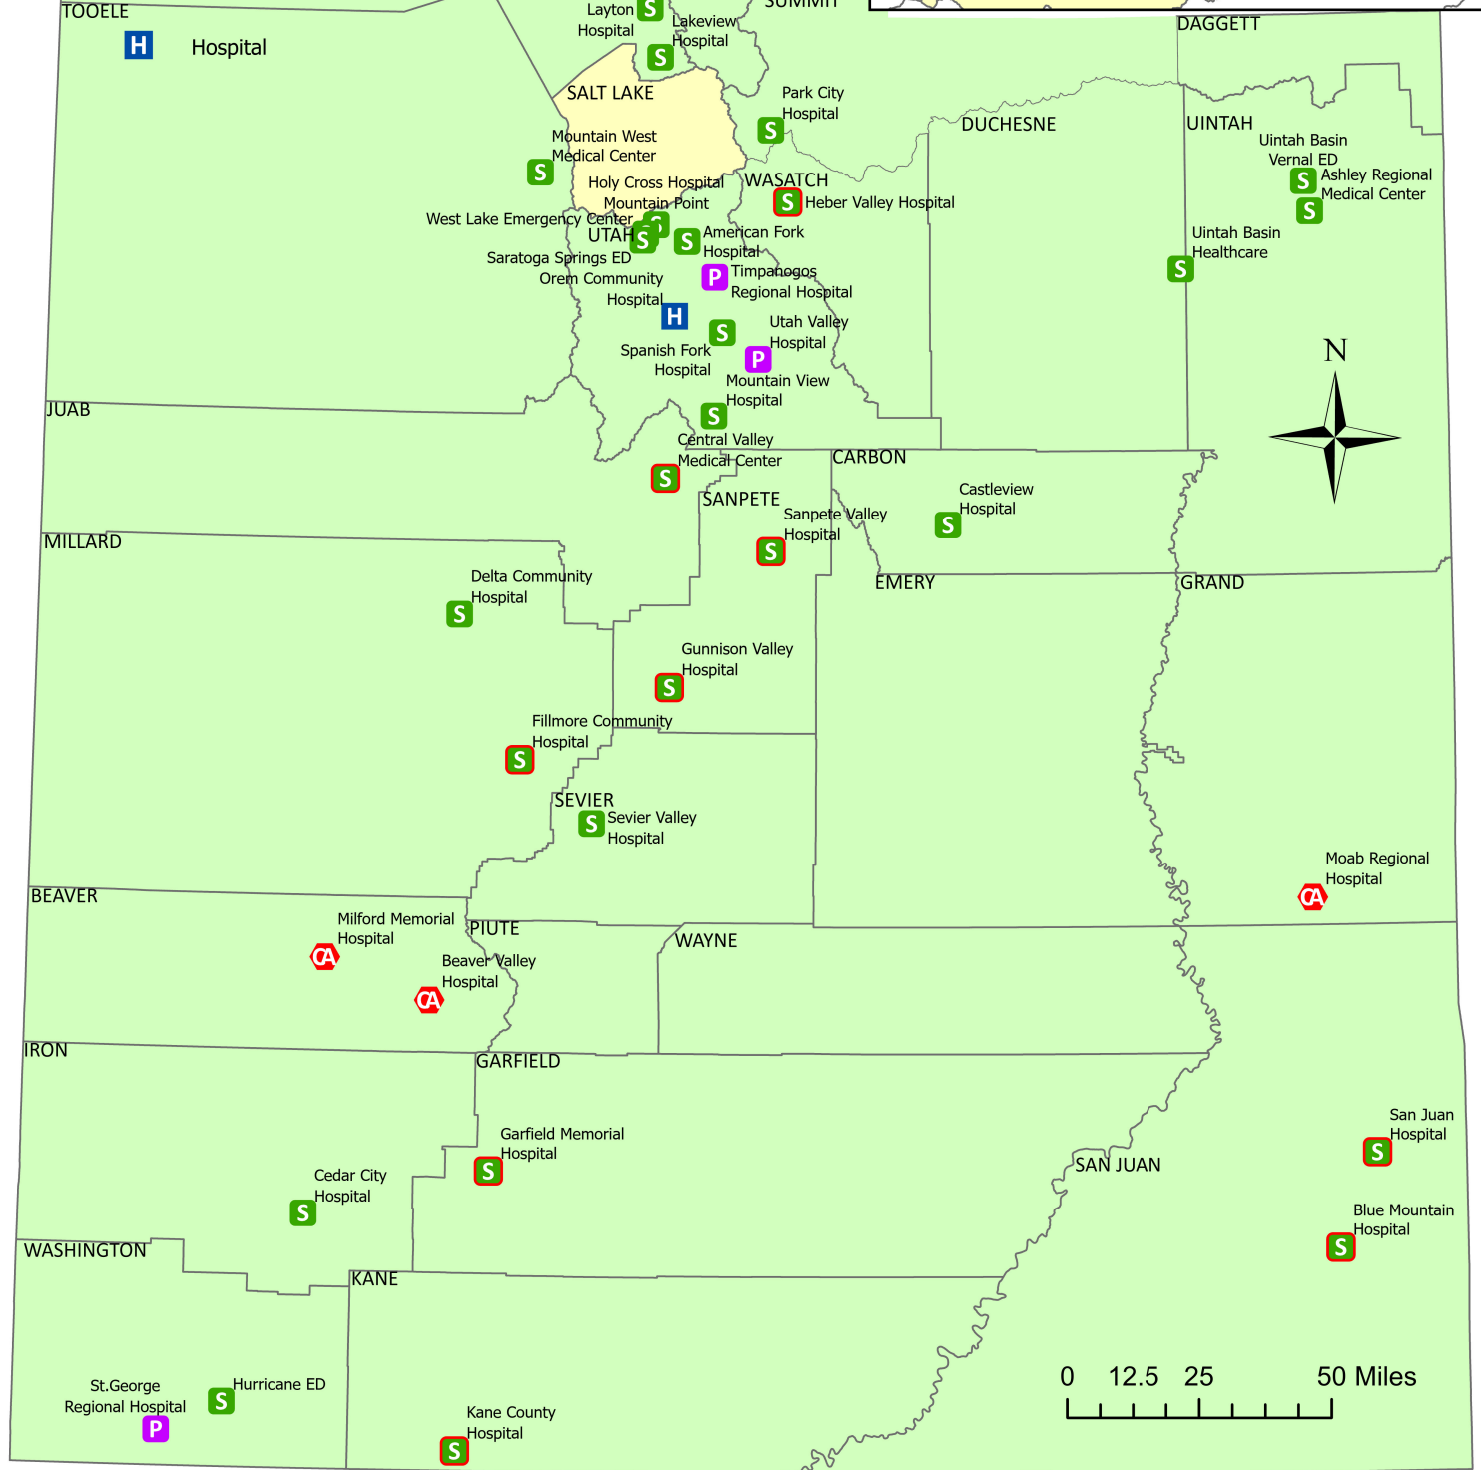 SUMMIT
Layton
Hospital
TOOELE
Lakeview
Hospital
DAGGETT
H
Hospital
S
S
SALT LAKE
Park City
Hospital
S
DUCHESNE
UINTAH
Mountain West
Medical Center
S
Uintah Basin
Vernal ED
S
Ashley Regional
Medical Center
S
Holy Cross Hospital
Mountain Point
WASATCH
S
Heber Valley Hospital
West Lake Emergency Center
S
UTAH
S
S
American Fork
Hospital
Uintah Basin
Healthcare
S
Saratoga Springs ED
Orem Community
Hospital
H
P
Timpanogos
Regional Hospital
Utah Valley
Hospital
S
P
Spanish Fork
Hospital
N
Mountain View
Hospital
S
JUAB
Central Valley
Medical Center
S
CARBON
SANPETE
Castleview
Hospital
S
Sanpete Valley
Hospital
S
MILLARD
Delta Community
Hospital
S
EMERY
GRAND
Gunnison Valley
Hospital
S
Fillmore Community
Hospital
S
SEVIER
S
Sevier Valley
Hospital
Moab Regional
Hospital
CA
BEAVER
Milford Memorial
Hospital
CA
PIUTE
WAYNE
Beaver Valley
Hospital
CA
IRON
GARFIELD
Garfield Memorial
Hospital
S
San Juan
Hospital
S
SAN JUAN
Cedar City
Hospital
S
Blue Mountain
Hospital
S
WASHINGTON
KANE
St.George
Regional Hospital
P
S
Hurricane ED
Kane County
Hospital
S
0 12.5 25 50 Miles